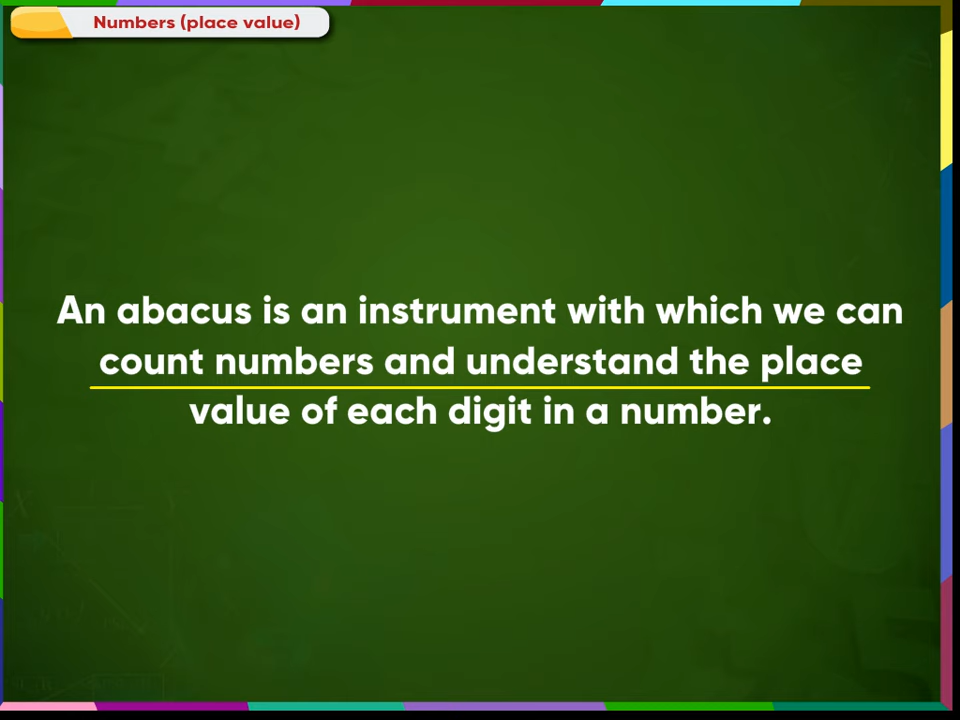 Numbers (place value)
An abacus is an instrument with which we can
count numbers and understand the place
value of each digit in a number.